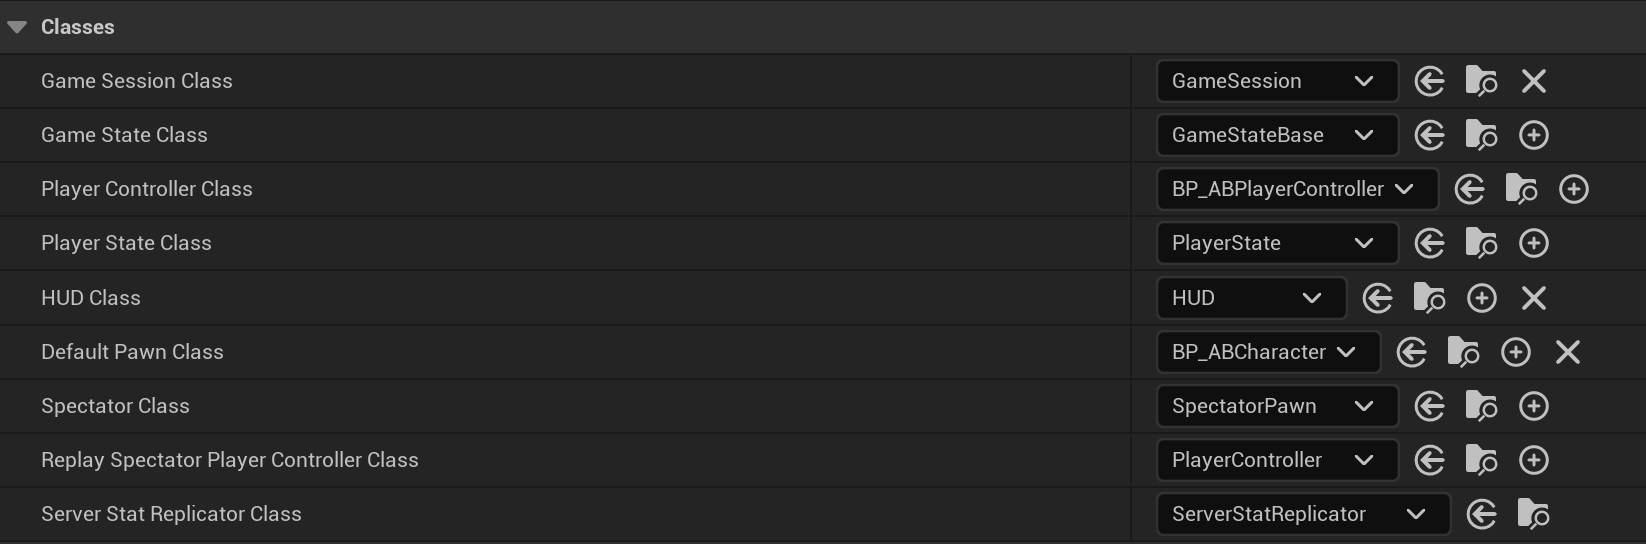 Classes
Game Session Class GameSession
Game State Class GameStateBase
Player Controller Class BP_ABPlayerController
Player State Class PlayerState
HUD Class HUD
Default Pawn Class BP_ABCharacter
Spectator Class SpectatorPawn
Replay Spectator Player Controller Class PlayerController
Server Stat Replicator Class ServerStatReplicator